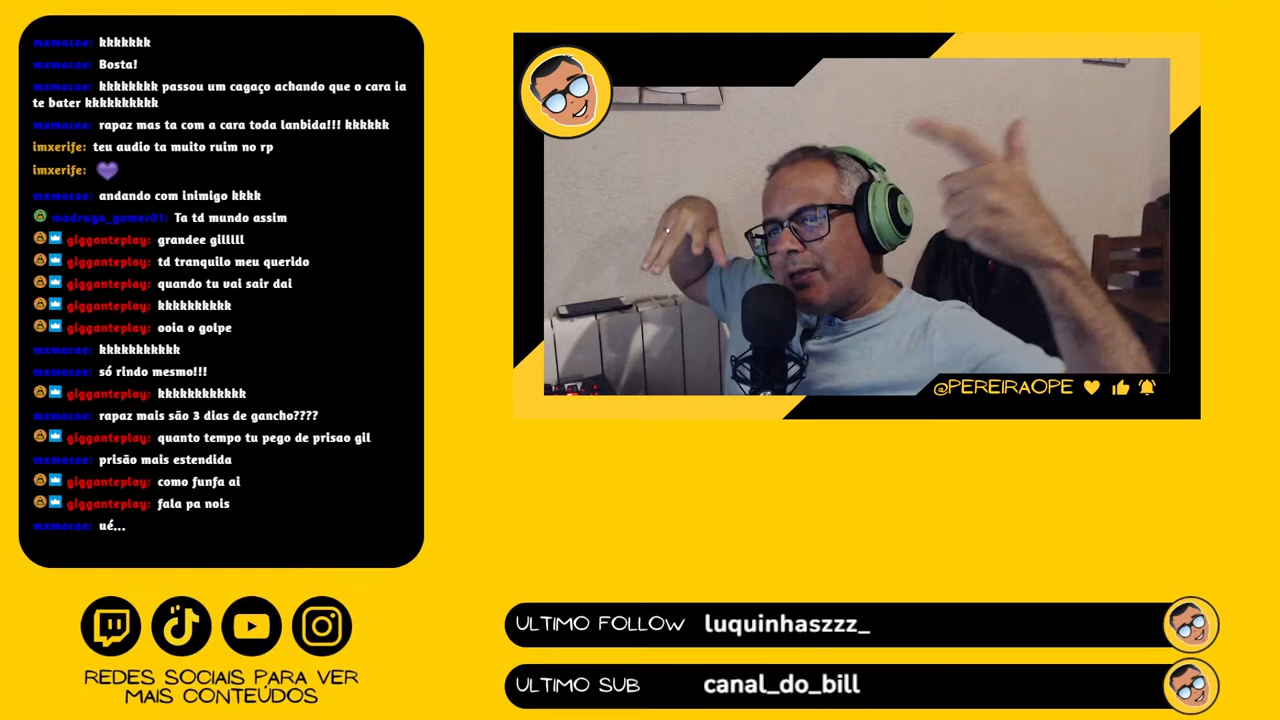 mxmacae: kkkkkkk
mxmacae: Bosta!
mxmacae: kkkkkkkk passou um cagaço achando que o cara ia
te bater kkkkkkkkkk
mxmacae: rapaz mas ta com a cara toda lanbida!!! kkkkkk
imxerife: teu audio ta muito ruim no rp
imxerife:
mxmacae: andando com inimigo kkkk
madruga_gamer01: Ta td mundo assim
gigganteplay: grandee gilllll
gigganteplay: td tranquilo meu querido
gigganteplay: quando tu vai sair dai
gigganteplay: kkkkkkkkkk
gigganteplay: oola o golpe
mxmacae: kkkkkkkkkkk
mxmacae: só rindo mesmo!!!
gigganteplay: kkkkkkkkkkkk
mxmacae: rapaz mais são 3 dias de gancho????
gigganteplay: quanto tempo tu pego de prisao gil
mxmacae: prisão mais estendida
gigganteplay: como funfa ai
gigganteplay: fala pa nois
mxmacae: ué...
REDES SOCIAIS PARA VER
MAIS CONTEÚDOS
@PEREIRAOPE
ULTIMO FOLLOW luquinhaszzz_
ULTIMO SUB canal_do_bill